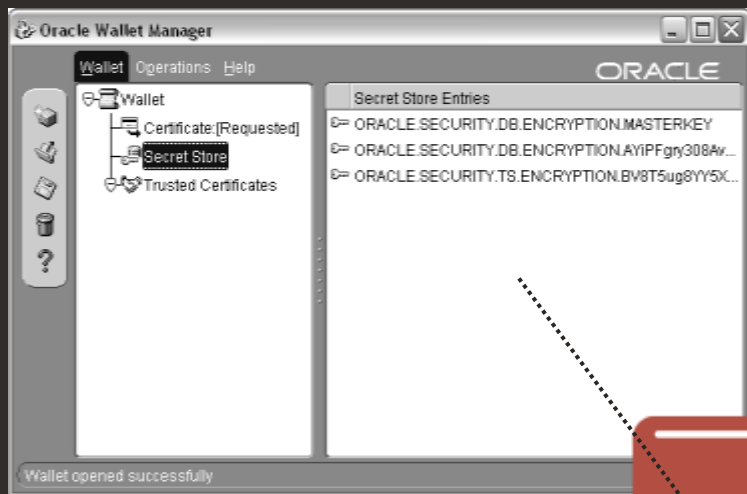 Oracle Wallet Manager
Wallet Operations Help
ORACLE
Wallet
Certificate:[Requested]
Secret Store
Trusted Certificates
Secret Store Entries
ORACLE.SECURITY.DB.ENCRYPTION.MASTERKEY
ORACLE.SECURITY.DB.ENCRYPTION.AYiPFgry308Av...
ORACLE.SECURITY.TS.ENCRYPTION.BV8T5ug8YY5X...
?
Wallet opened successfully